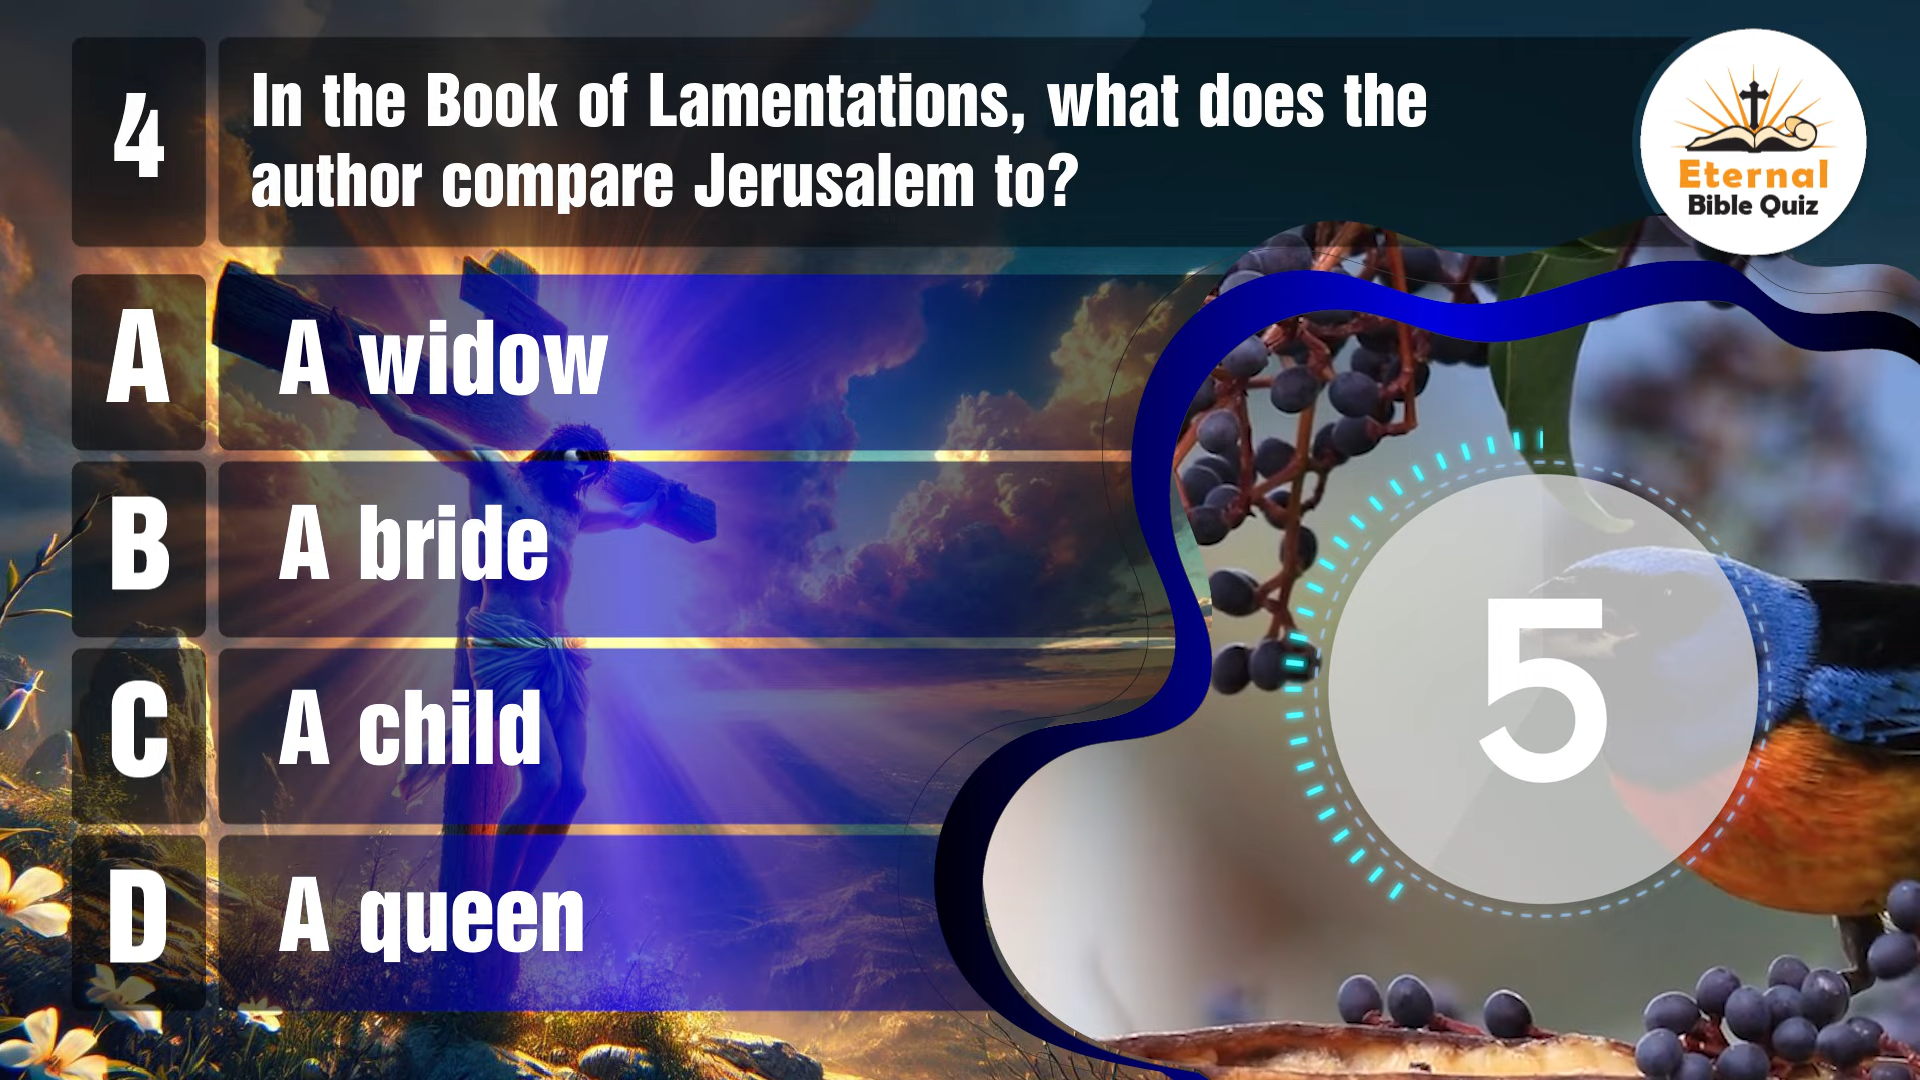 4
In the Book of Lamentations, what does the
author compare Jerusalem to?
Eternal
Bible Quiz
A
A widow
B
A bride
C
A child
D
A queen
5